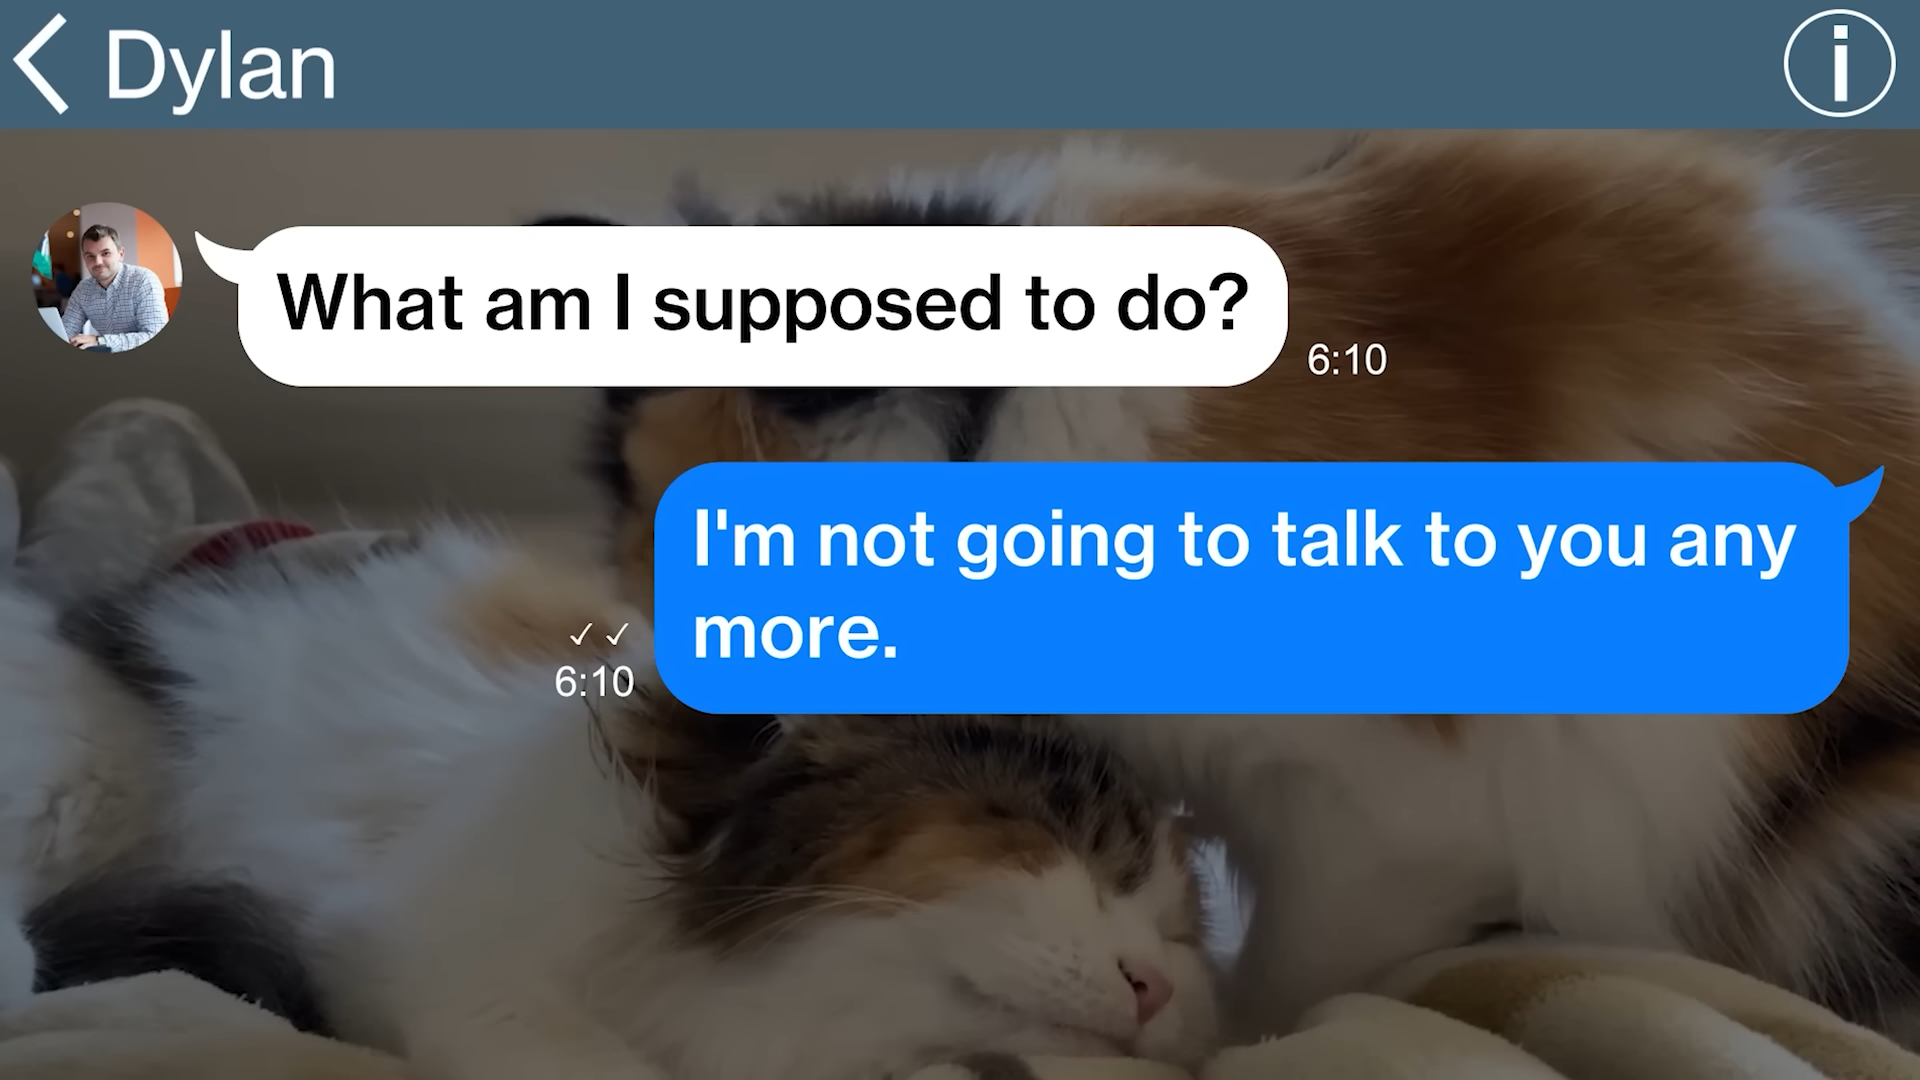 Dylan
What am I supposed to do?
6:10
I'm not going to talk to you any
more.
6:10